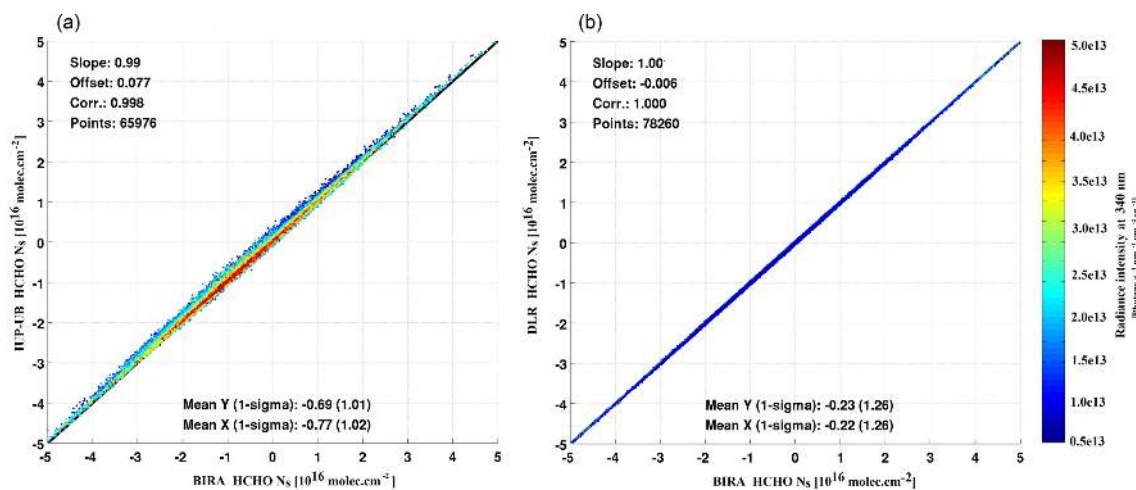 (a)
5
4
3
2
1
0
-1
-2
-3
-4
-5
IUP-UB HCHO Ns [10^16 molec.cm^-2]
Slope: 0.99
Offset: 0.077
Corr.: 0.998
Points: 65976
Mean Y (1-sigma): -0.69 (1.01)
Mean X (1-sigma): -0.77 (1.02)
-5 -4 -3 -2 -1 0 1 2 3 4 5
BIRA HCHO Ns [10^16 molec.cm^-2]
(b)
5
4
3
2
1
0
-1
-2
-3
-4
-5
DLR HCHO Ns [10^16 molec.cm^-2]
Slope: 1.00
Offset: -0.006
Corr.: 1.000
Points: 78260
Mean Y (1-sigma): -0.23 (1.26)
Mean X (1-sigma): -0.22 (1.26)
-5 -4 -3 -2 -1 0 1 2 3 4 5
BIRA HCHO Ns [10^16 molec.cm^-2]
5.0e13
4.5e13
4.0e13
3.5e13
3.0e13
2.5e13
2.0e13
1.5e13
1.0e13
0.5e13
Radiance intensity at 340 nm